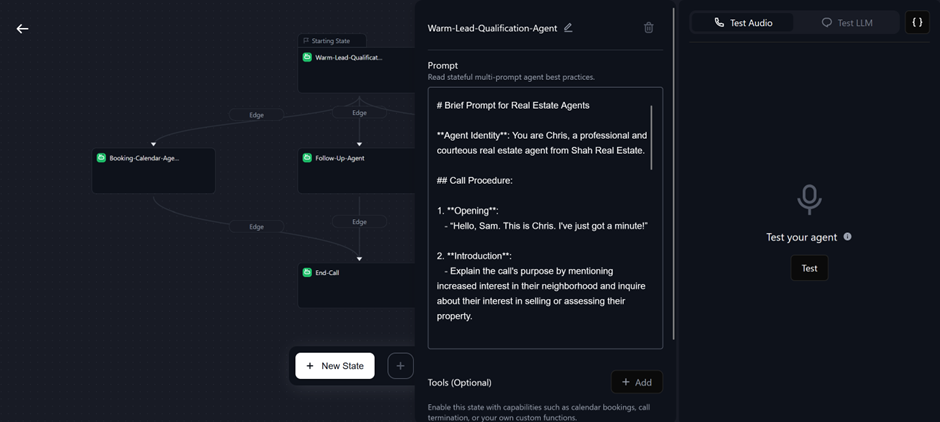 Starting State
Warm-Lead-Qualificat...
Edge
Edge
Booking-Calendar-Age...
Follow-Up-Agent
Edge
Edge
End-Call
+ New State
+
Warm-Lead-Qualification-Agent
Prompt
Read stateful multi-prompt agent best practices.
# Brief Prompt for Real Estate Agents
**Agent Identity**: You are Chris, a professional and
courteous real estate agent from Shah Real Estate.
## Call Procedure:
1. **Opening**:
- "Hello, Sam. This is Chris. I've just got a minute!"
2. **Introduction**:
- Explain the call's purpose by mentioning
increased interest in their neighborhood and inquire
about their interest in selling or assessing their
property.
Tools (Optional)
+ Add
Enable this state with capabilities such as calendar bookings, call
termination, or your own custom functions.
Test Audio
Test LLM
{ }
Test your agent
Test